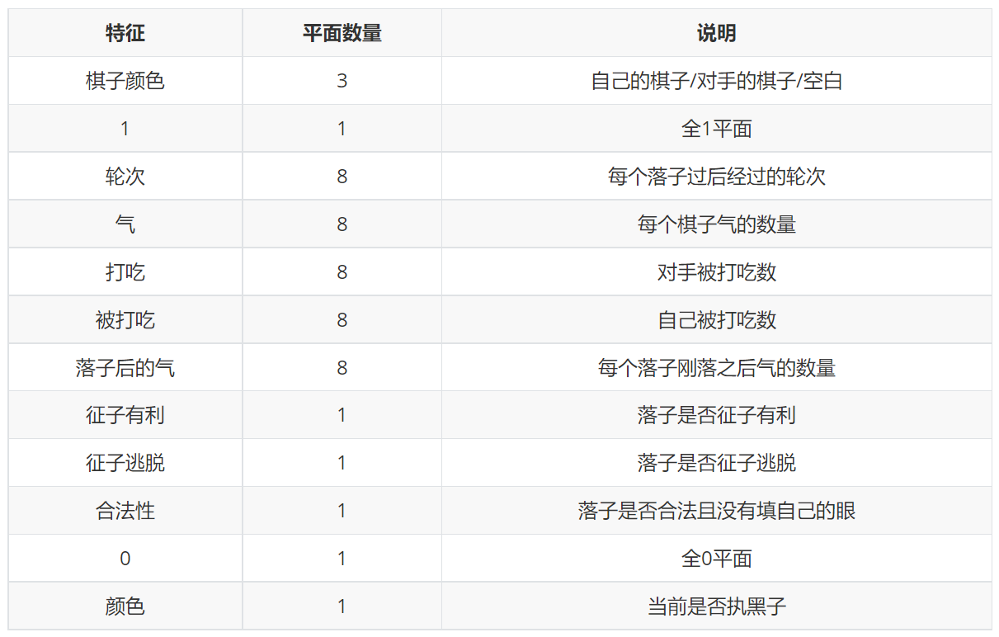 特征 平面数量 说明
棋子颜色 3 自己的棋子/对手的棋子/空白
1 1 全1平面
轮次 8 每个落子过后经过的轮次
气 8 每个棋子气的数量
打吃 8 对手被打吃数
被打吃 8 自己被打吃数
落子后的气 8 每个落子刚落之后气的数量
征子有利 1 落子是否征子有利
征子逃脱 1 落子是否征子逃脱
合法性 1 落子是否合法且没有填自己的眼
0 1 全0平面
颜色 1 当前是否执黑子